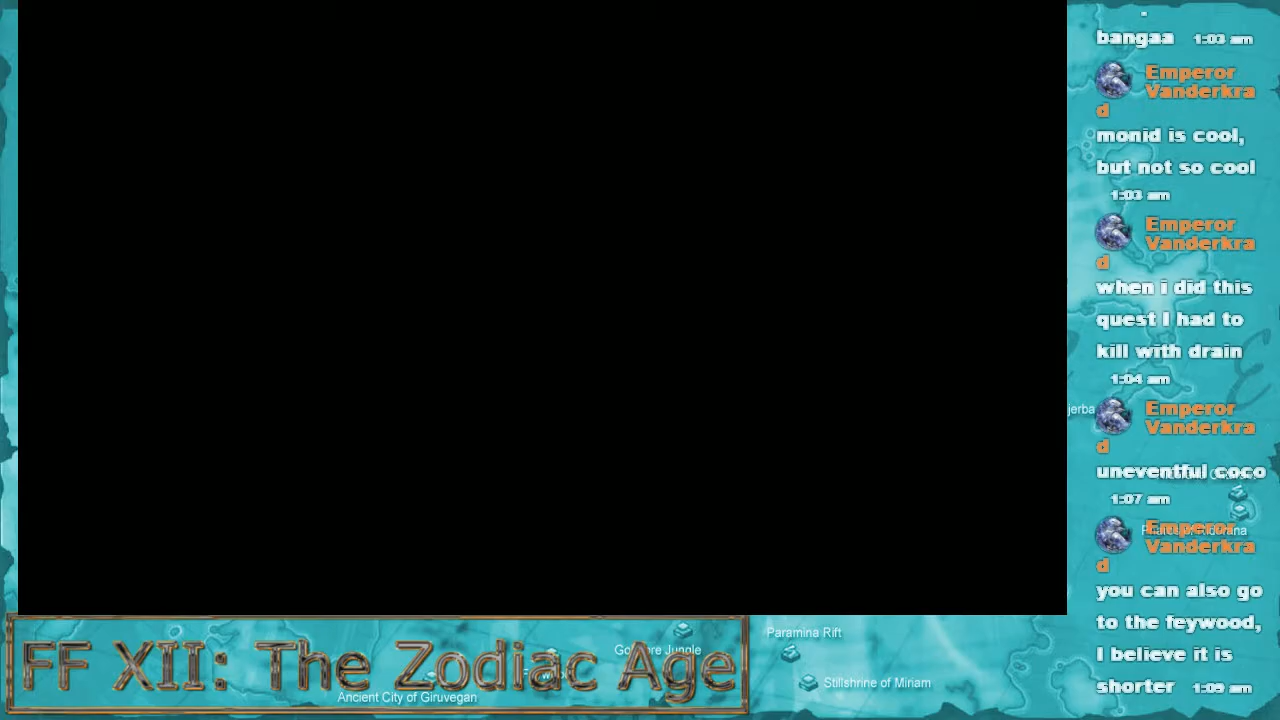 bangaa 1:03 am
Emperor
Vanderkra
d
monid is cool,
but not so cool
1:03 am
Emperor
Vanderkra
d
when i did this
quest I had to
kill with drain
1:04 am
jerba
Emperor
Vanderkra
d
uneventful coco
1:07 am
Emperor
Vanderkra
d
you can also go
to the feywood,
I believe it is
shorter 1:09 am
FF XII: The Zodiac Age
Ancient City of Giruvegan
Paramina Rift
Stillshrine of Miriam